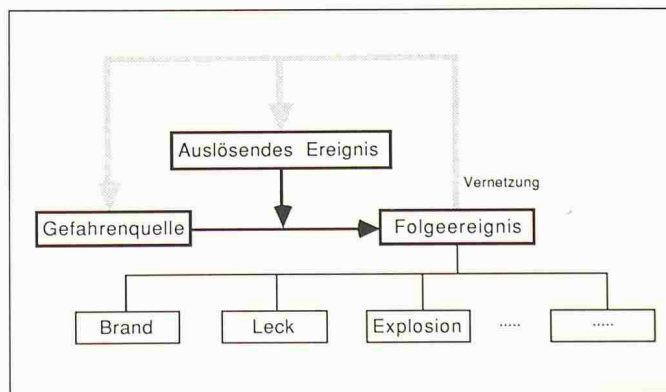 Auslösendes Ereignis
Vernetzung
Gefahrenquelle
Folgeereignis
Brand
Leck
Explosion
.....
.....